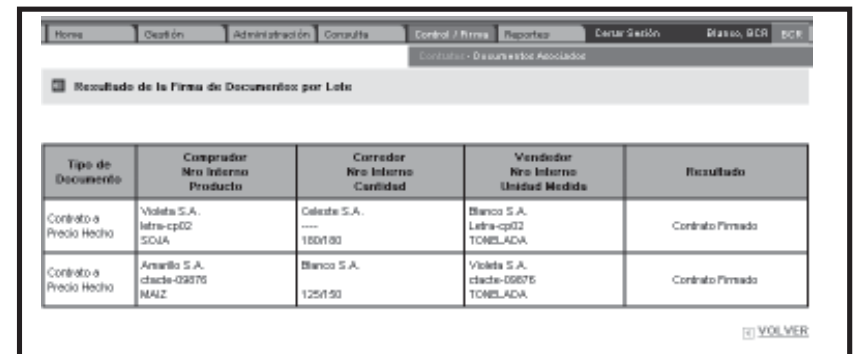 Home Gestión Administración Consulta Control / Firma Reportes Cerrar Sesión Blanco, BCR BCR
Contratos - Documentos Asociados
Resultado de la Firma de Documentos por Lote
Tipo de Documento
Comprador
Nro Interno
Producto
Corredor
Nro Interno
Cantidad
Vendedor
Nro Interno
Unidad Medida
Resultado
Contrato a
Precio Hecho
Violeta S.A.
letra-cp02
SOJA
Celeste S.A.
----
180/180
Blanco S.A.
Letra-cp02
TONELADA
Contrato Firmado
Contrato a
Precio Hecho
Amarillo S.A.
ctacte-09876
MAIZ
Blanco S.A.
125/150
Violeta S.A.
ctacte-09876
TONELADA
Contrato Firmado
VOLVER